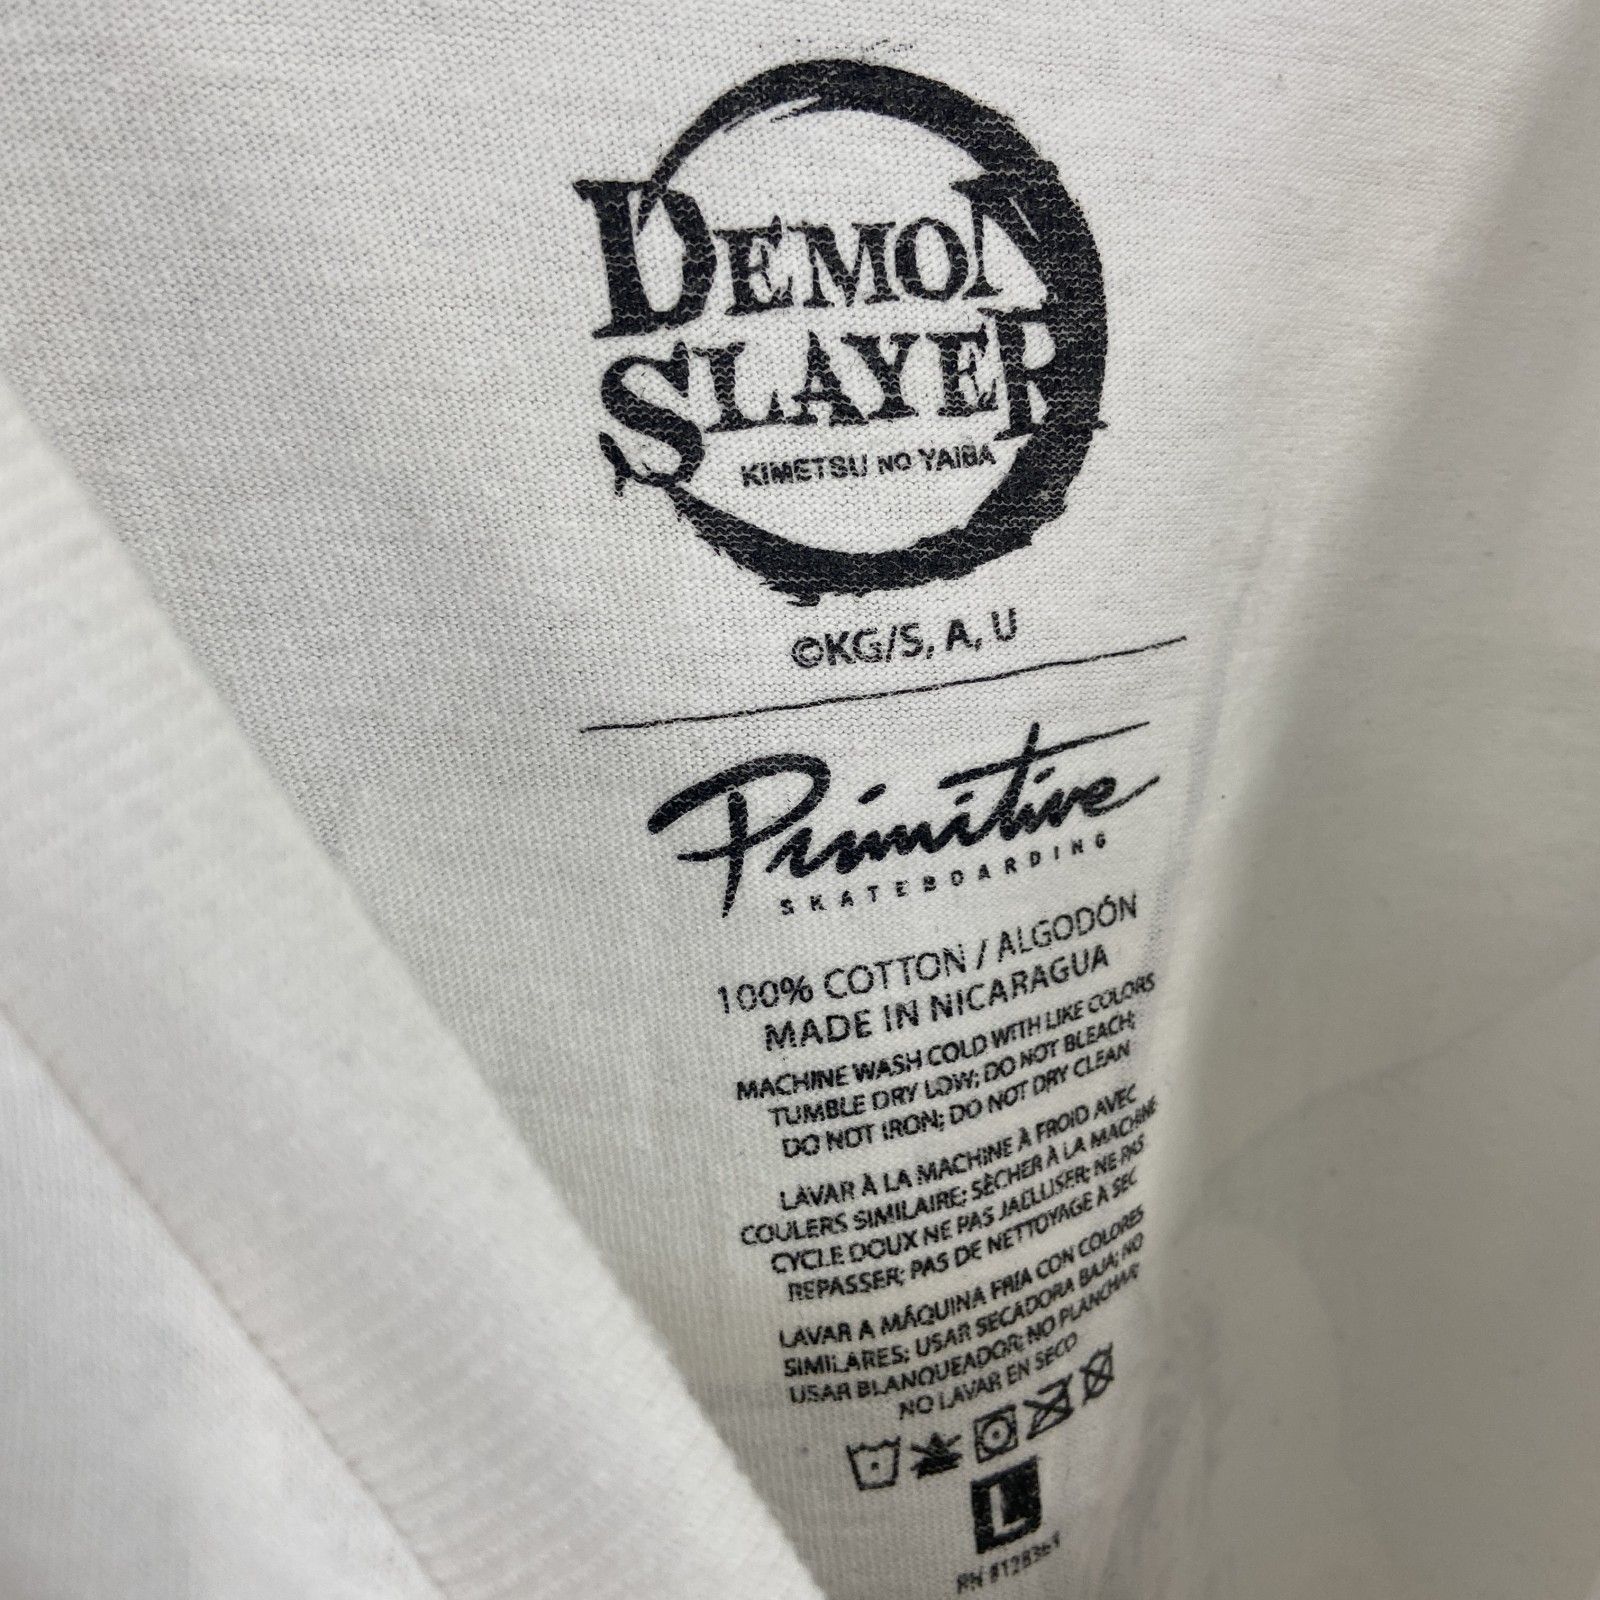 DEMON
SLAYER
KIMETSU NO YAIBA
©KG/S, A, U
Primitive
SKATEBOARDING
100% COTTON / ALGODÓN
MADE IN NICARAGUA
MACHINE WASH COLD WITH LIKE COLORS
TUMBLE DRY LOW; DO NOT BLEACH;
DO NOT IRON; DO NOT DRY CLEAN
LAVAR À LA MACHINE À FROID AVEC
COULERS SIMILAIRE; SÈCHER À LA MACHINE
CYCLE DOUX NE PAS JALLUSER; NE PAS
REPASSER; PAS DE NETTOYAGE À SEC
LAVAR A MÁQUINA FRIA CON COLORES
SIMILARES; USAR SECADORA BAJA; NO
USAR BLANQUEADOR; NO PLANCHAR
NO LAVAR EN SECO
L
RN #128361